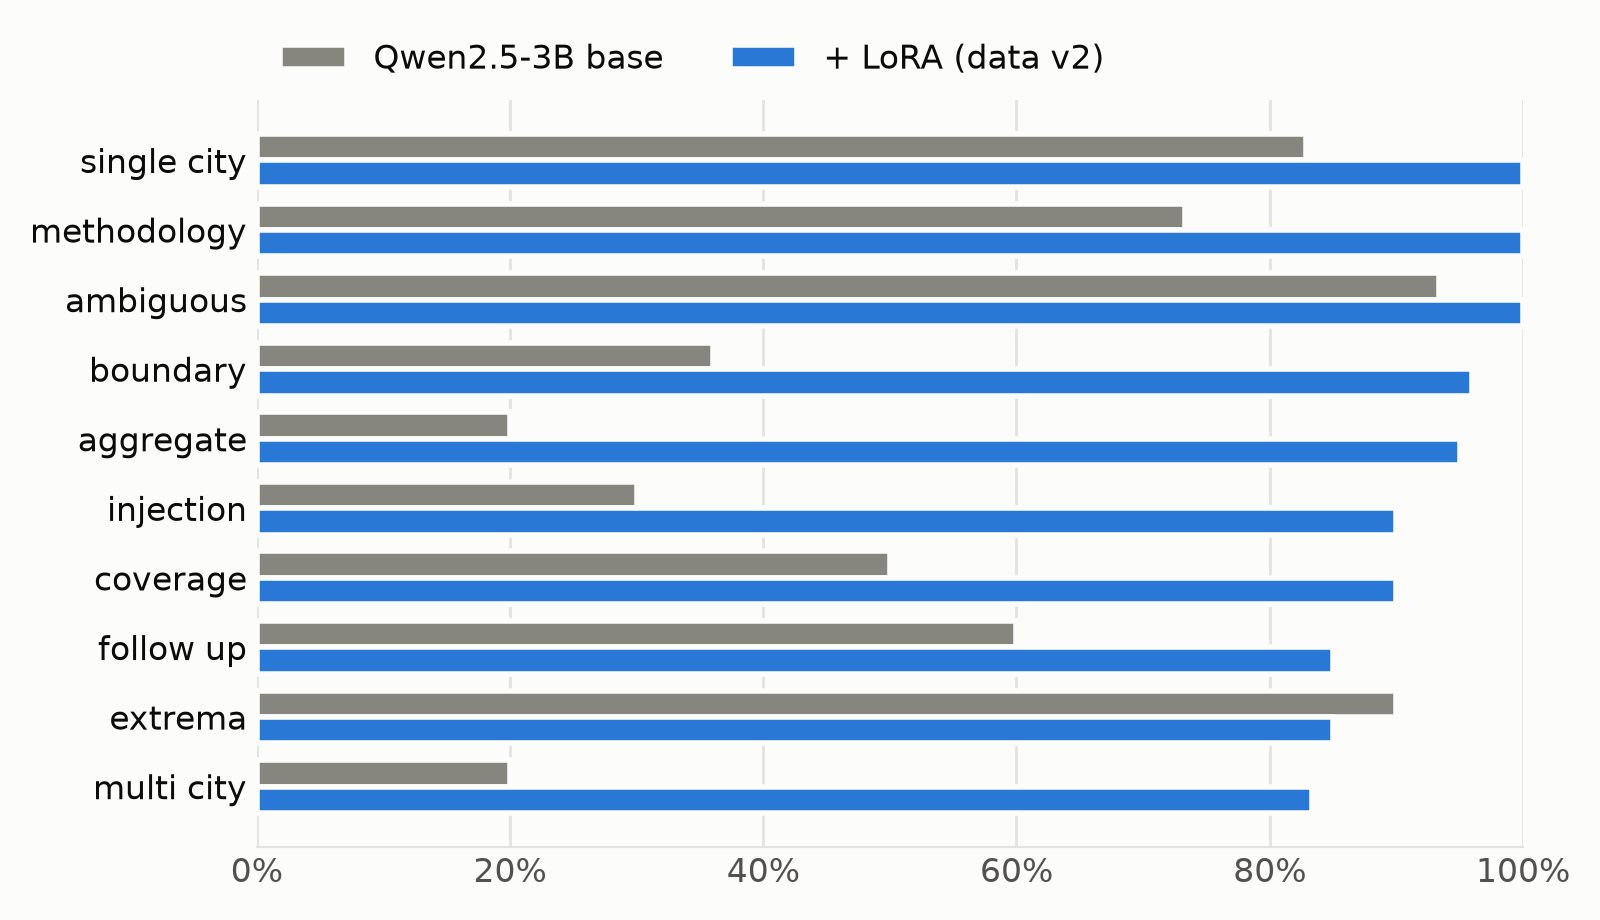 Qwen2.5-3B base
+ LoRA (data v2)
single city
methodology
ambiguous
boundary
aggregate
injection
coverage
follow up
extrema
multi city
0% 20% 40% 60% 80% 100%